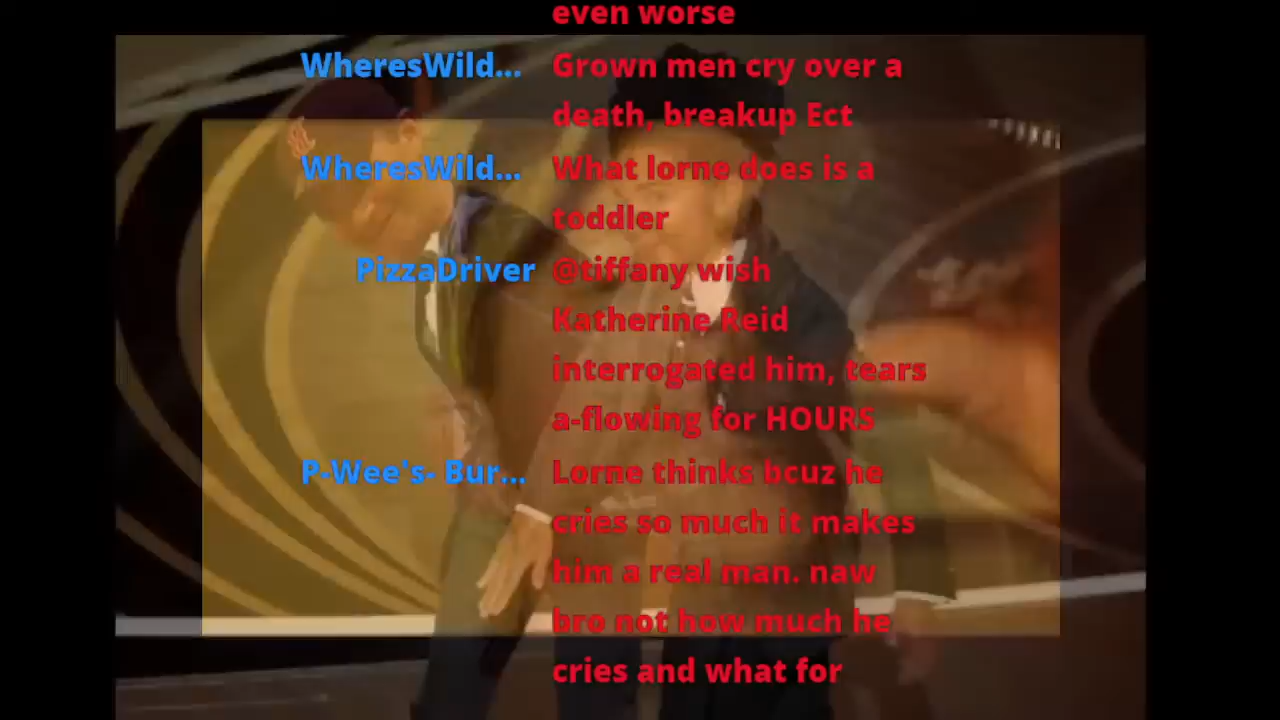 even worse
WheresWild... Grown men cry over a
death, breakup Ect
WheresWild... What lorne does is a
toddler
PizzaDriver @tiffany wish
Katherine Reid
interrogated him, tears
a-flowing for HOURS
P-Wee's- Bur... Lorne thinks bcuz he
cries so much it makes
him a real man. naw
bro not how much he
cries and what for